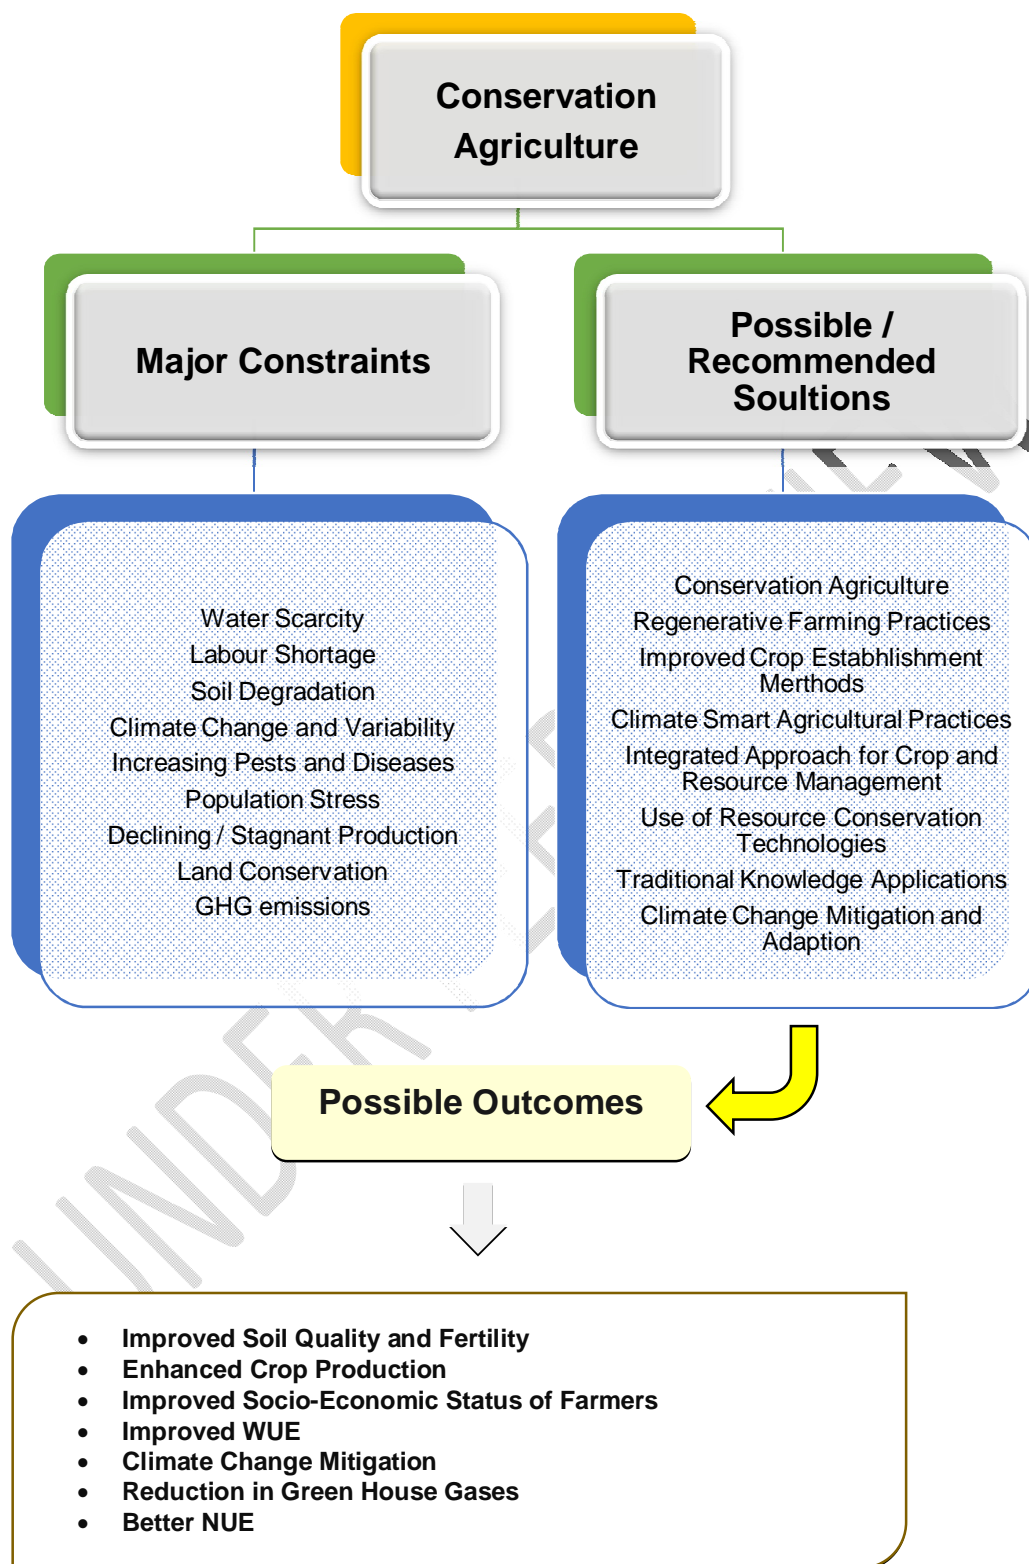 Conservation
Agriculture
Major Constraints
Possible /
Recommended
Soultions
Water Scarcity
Labour Shortage
Soil Degradation
Climate Change and Variability
Increasing Pests and Diseases
Population Stress
Declining / Stagnant Production
Land Conservation
GHG emissions
Conservation Agriculture
Regenerative Farming Practices
Improved Crop Estabhlishment
Merthods
Climate Smart Agricultural Practices
Integrated Approach for Crop and
Resource Management
Use of Resource Conservation
Technologies
Traditional Knowledge Applications
Climate Change Mitigation and
Adaption
Possible Outcomes
• Improved Soil Quality and Fertility
• Enhanced Crop Production
• Improved Socio-Economic Status of Farmers
• Improved WUE
• Climate Change Mitigation
• Reduction in Green House Gases
• Better NUE
UNDER